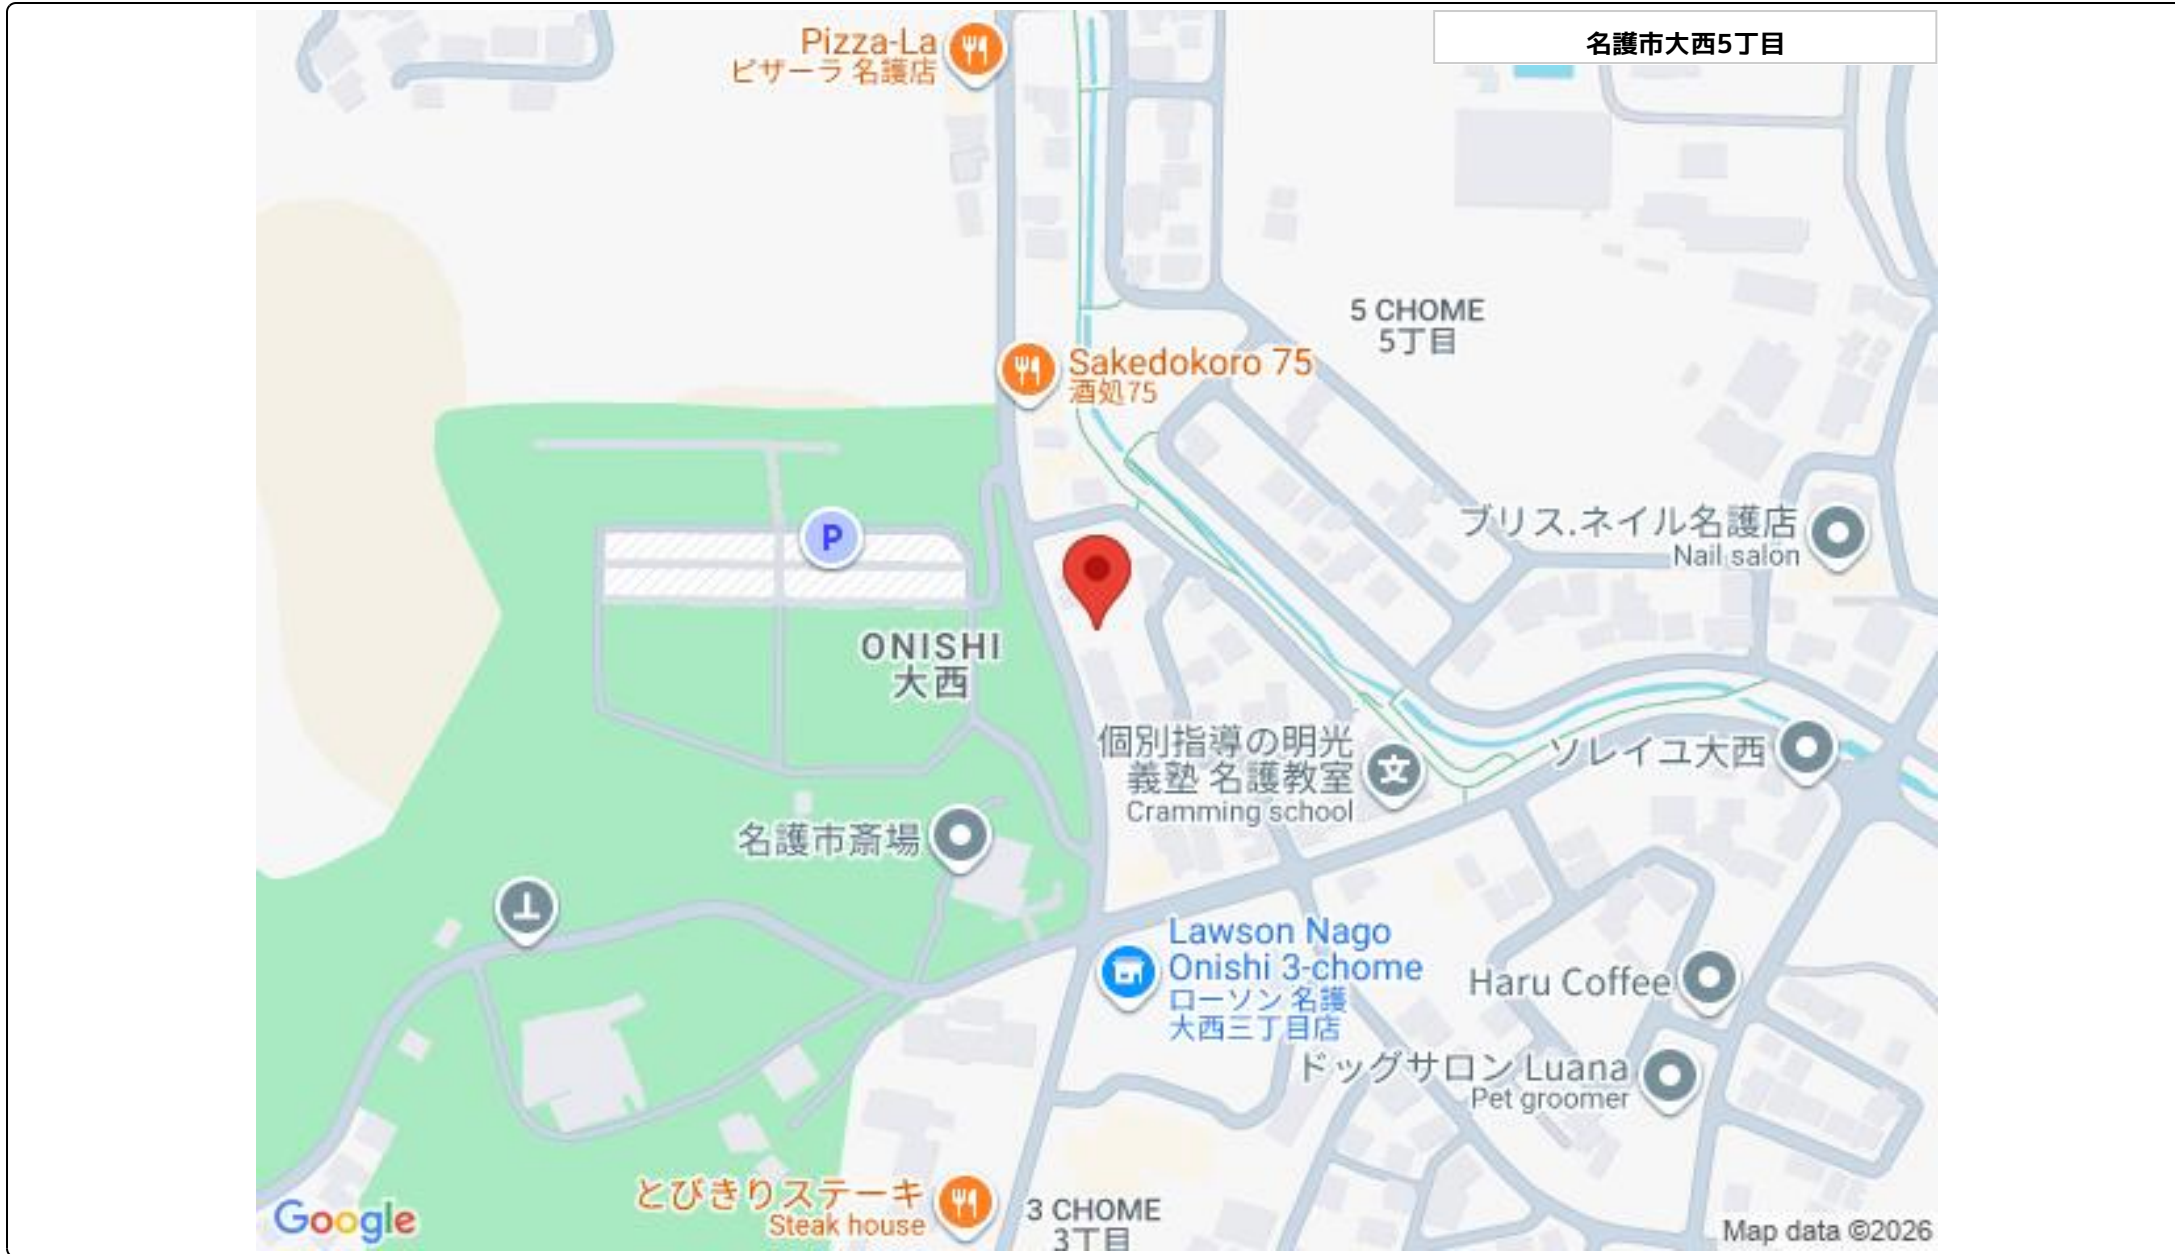 名護市大西5丁目
Pizza-La
ピザーラ 名護店
5 CHOME
5丁目
Sakedokoro 75
酒処75
ブリス.ネイル名護店
Nail salon
P
ONISHI
大西
個別指導の明光
義塾 名護教室
Cramming school
文
ソレイユ大西
名護市斎場
Lawson Nago
Onishi 3-chome
ローソン 名護
大西三丁目店
Haru Coffee
ドッグサロン Luana
Pet groomer
とびきりステーキ
Steak house
3 CHOME
3丁目
Google
Map data ©2026